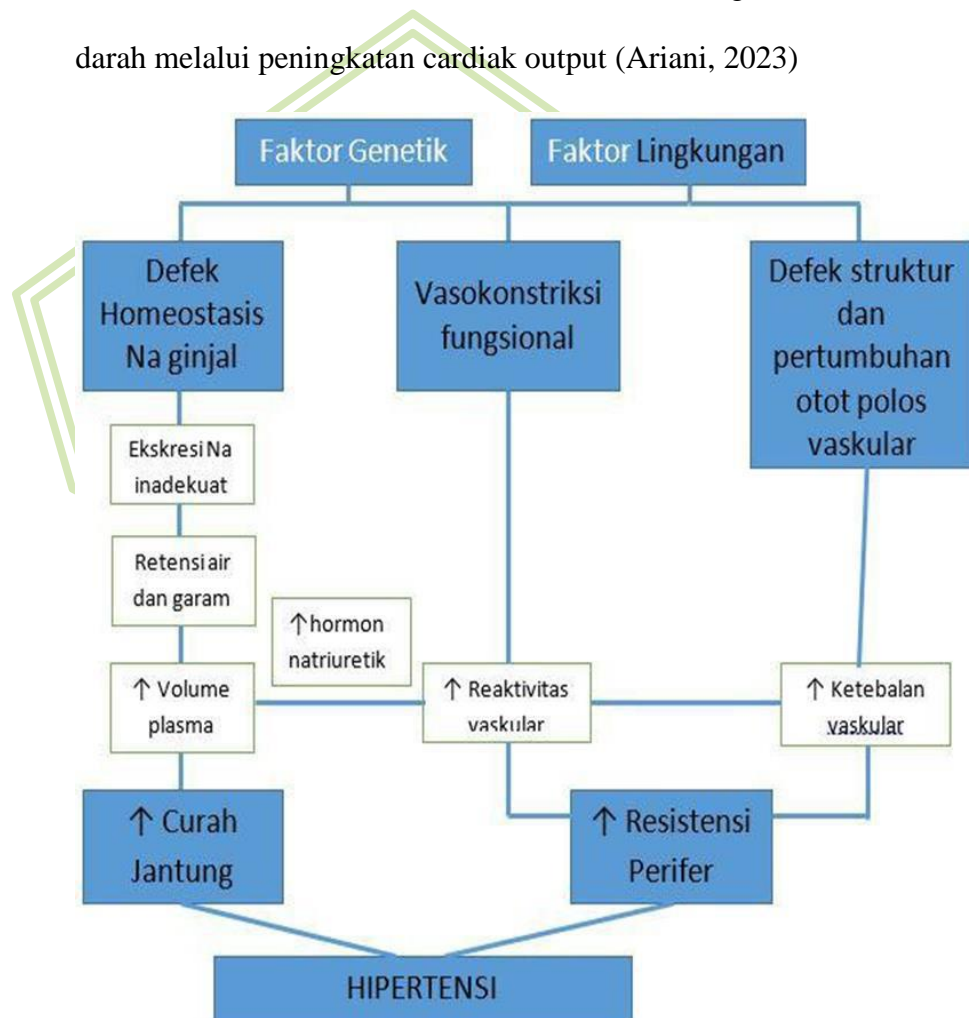 darah melalui peningkatan cardiak output (Ariani, 2023)
Faktor Genetik
Faktor Lingkungan
Defek
Homeostasis
Na ginjal
Vasokonstriksi
fungsional
Defek struktur
dan
pertumbuhan
otot polos
vaskular
Ekskresi Na
inadekuat
Retensi air
dan garam
↑hormon
natriuretik
↑ Volume
plasma
↑ Reaktivitas
vaskular
↑ Ketebalan
vaskular
↑ Curah
Jantung
↑ Resistensi
Perifer
HIPERTENSI